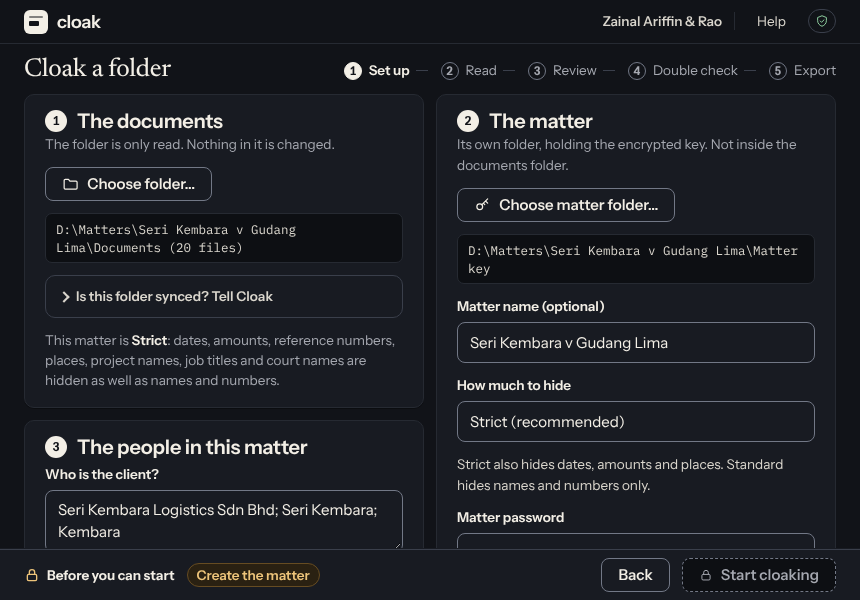 cloak
Zainal Ariffin & Rao
Help
Cloak a folder
1 Set up
2 Read
3 Review
4 Double check
5 Export
1 The documents
The folder is only read. Nothing in it is changed.
Choose folder...
D:\Matters\Seri Kembara v Gudang
Lima\Documents (20 files)
Is this folder synced? Tell Cloak
This matter is Strict: dates, amounts, reference numbers,
places, project names, job titles and court names are
hidden as well as names and numbers.
2 The matter
Its own folder, holding the encrypted key. Not inside the
documents folder.
Choose matter folder...
D:\Matters\Seri Kembara v Gudang Lima\Matter
key
Matter name (optional)
Seri Kembara v Gudang Lima
How much to hide
Strict (recommended)
Strict also hides dates, amounts and places. Standard
hides names and numbers only.
Matter password
3 The people in this matter
Who is the client?
Seri Kembara Logistics Sdn Bhd; Seri Kembara;
Kembara
Before you can start
Create the matter
Back
Start cloaking